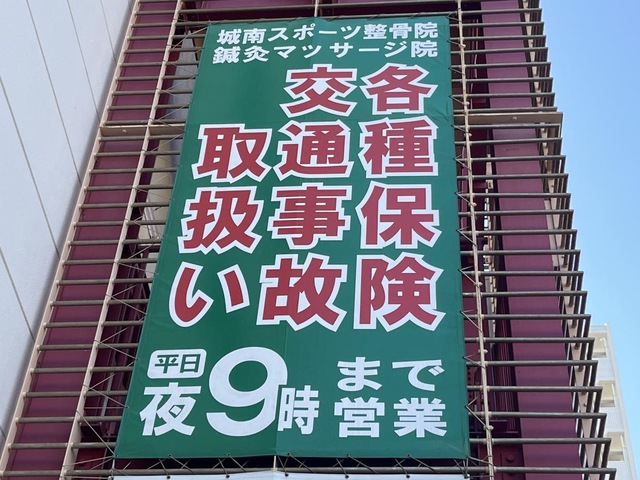 城南スポーツ整骨院
鍼灸マッサージ院
各種保険
交通事故
取扱い
平日
夜9時まで営業